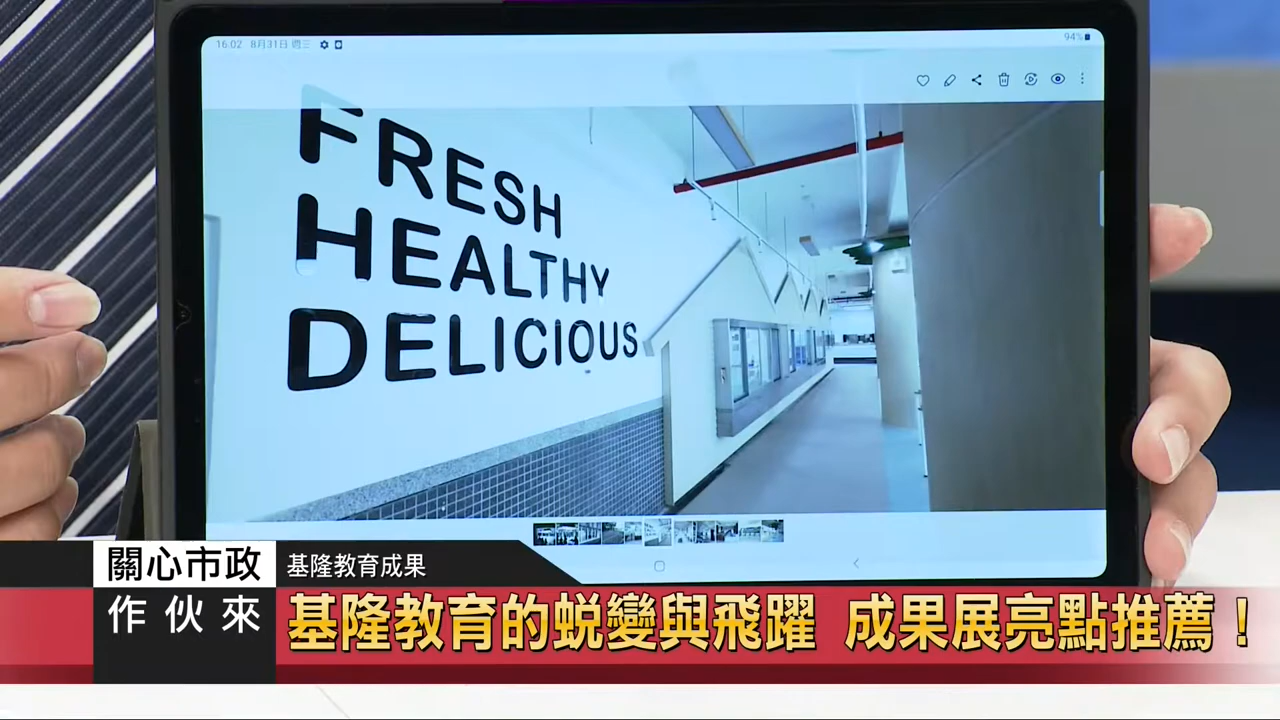 16:02 8月31日 週三
94%
FRESH
HEALTHY
DELICIOUS
關心市政
基隆教育成果
作伙來
基隆教育的蛻變與飛躍 成果展亮點推薦！